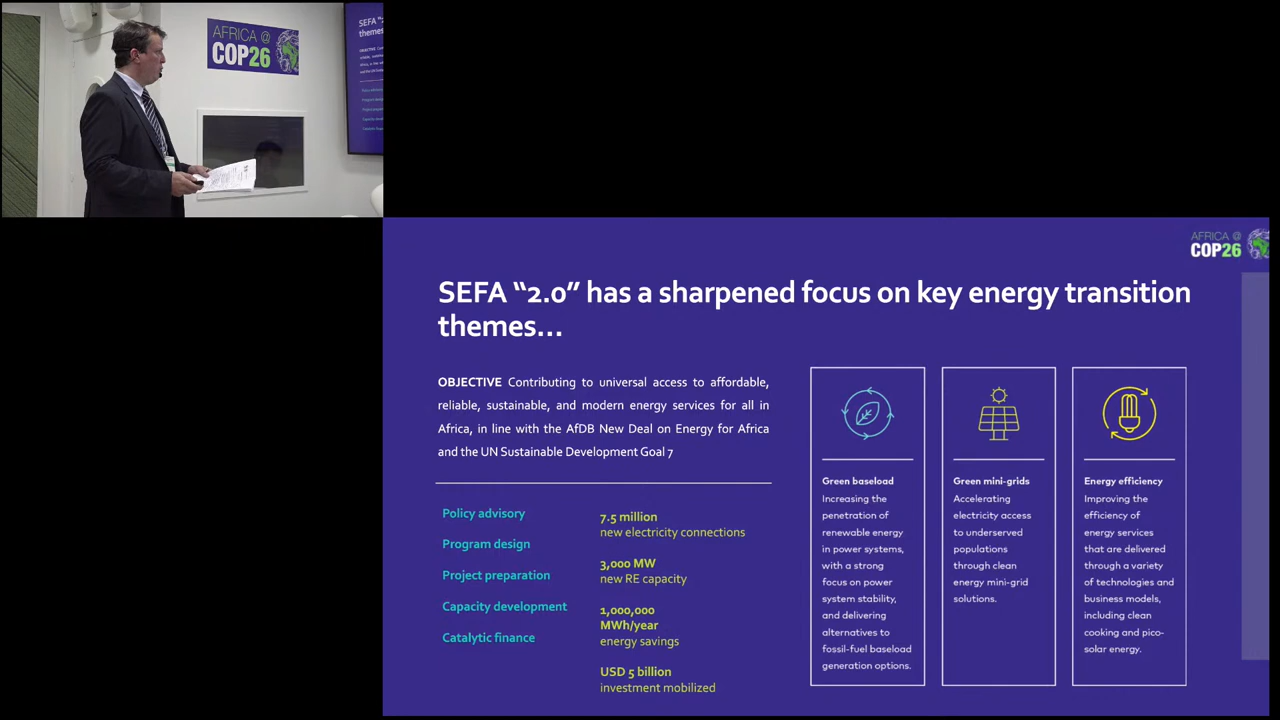 AFRICA @
COP26
SEFA "2
themes
AFRICA @
COP26
SEFA “2.0” has a sharpened focus on key energy transition
themes...
OBJECTIVE Contributing to universal access to affordable,
reliable, sustainable, and modern energy services for all in
Africa, in line with the AfDB New Deal on Energy for Africa
and the UN Sustainable Development Goal 7
Policy advisory
Program design
Project preparation
Capacity development
Catalytic finance
7.5 million
new electricity connections
3,000 MW
new RE capacity
1,000,000
MWh/year
energy savings
USD 5 billion
investment mobilized
Green baseload
Increasing the
penetration of
renewable energy
in power systems,
with a strong
focus on power
system stability,
and delivering
alternatives to
fossil-fuel baseload
generation options.
Green mini-grids
Accelerating
electricity access
to underserved
populations
through clean
energy mini-grid
solutions.
Energy efficiency
Improving the
efficiency of
energy services
that are delivered
through a variety
of technologies and
business models,
including clean
cooking and pico-
solar energy.